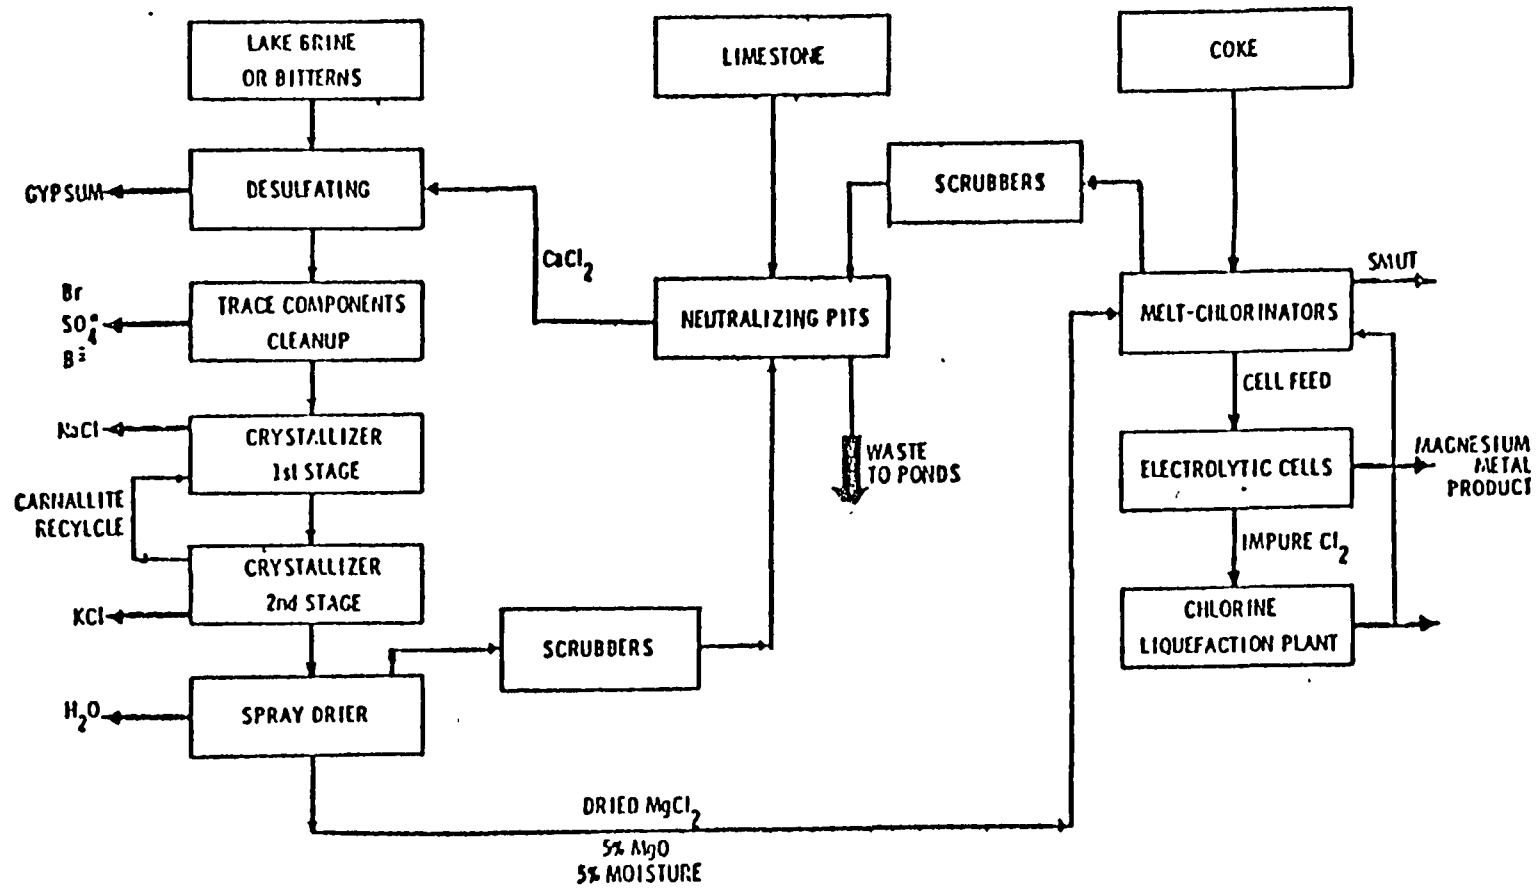 LAKE BRINE
OR BITTERNS
LIMESTONE
COKE
GYPSUM
DESULFATING
SCRUBBERS
CaCl2
SMUT
Br
SO4=
B≡
TRACE COMPONENTS
CLEANUP
NEUTRALIZING PITS
MELT-CHLORINATORS
CELL FEED
NaCl
CRYSTALLIZER
1st STAGE
WASTE
TO PONDS
ELECTROLYTIC CELLS
MAGNESIUM
METAL
PRODUCT
CARNALLITE
RECYLCLE
IMPURE Cl2
CRYSTALLIZER
2nd STAGE
KCl
CHLORINE
LIQUEFACTION PLANT
SCRUBBERS
H2O
SPRAY DRIER
DRIED MgCl2
5% MgO
5% MOISTURE